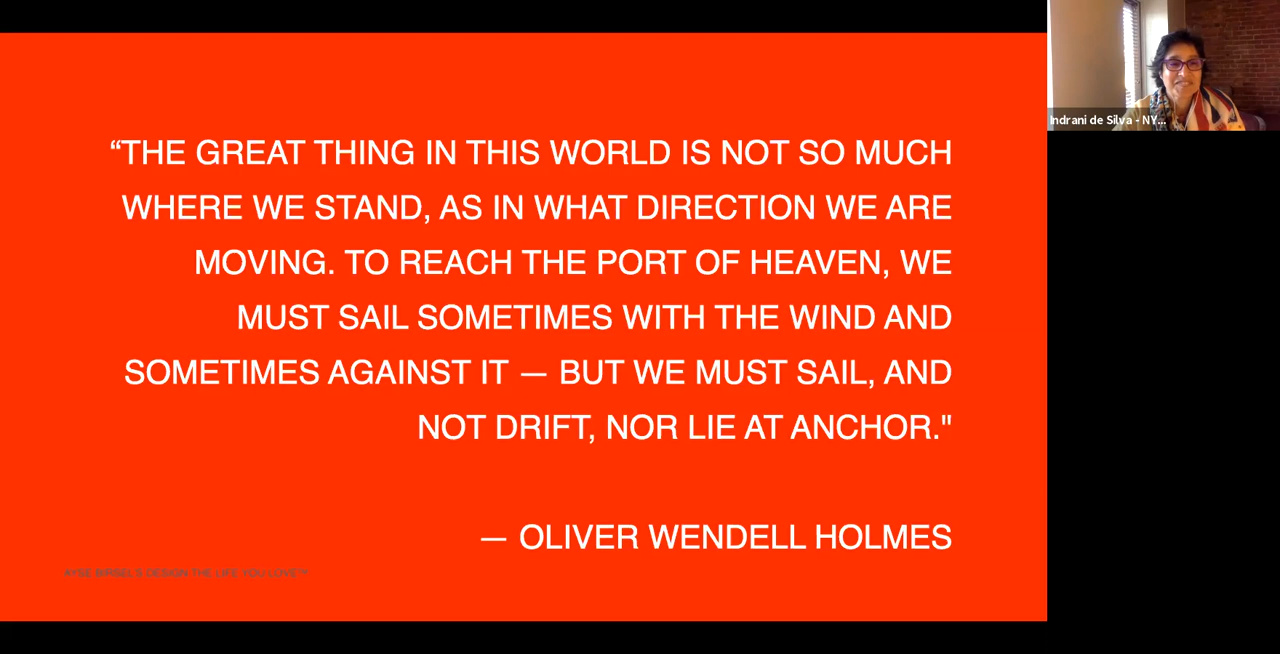 “THE GREAT THING IN THIS WORLD IS NOT SO MUCH
WHERE WE STAND, AS IN WHAT DIRECTION WE ARE
MOVING. TO REACH THE PORT OF HEAVEN, WE
MUST SAIL SOMETIMES WITH THE WIND AND
SOMETIMES AGAINST IT — BUT WE MUST SAIL, AND
NOT DRIFT, NOR LIE AT ANCHOR."
— OLIVER WENDELL HOLMES
AYSE BIRSEL'S DESIGN THE LIFE YOU LOVE™
Indrani de Silva - NY...